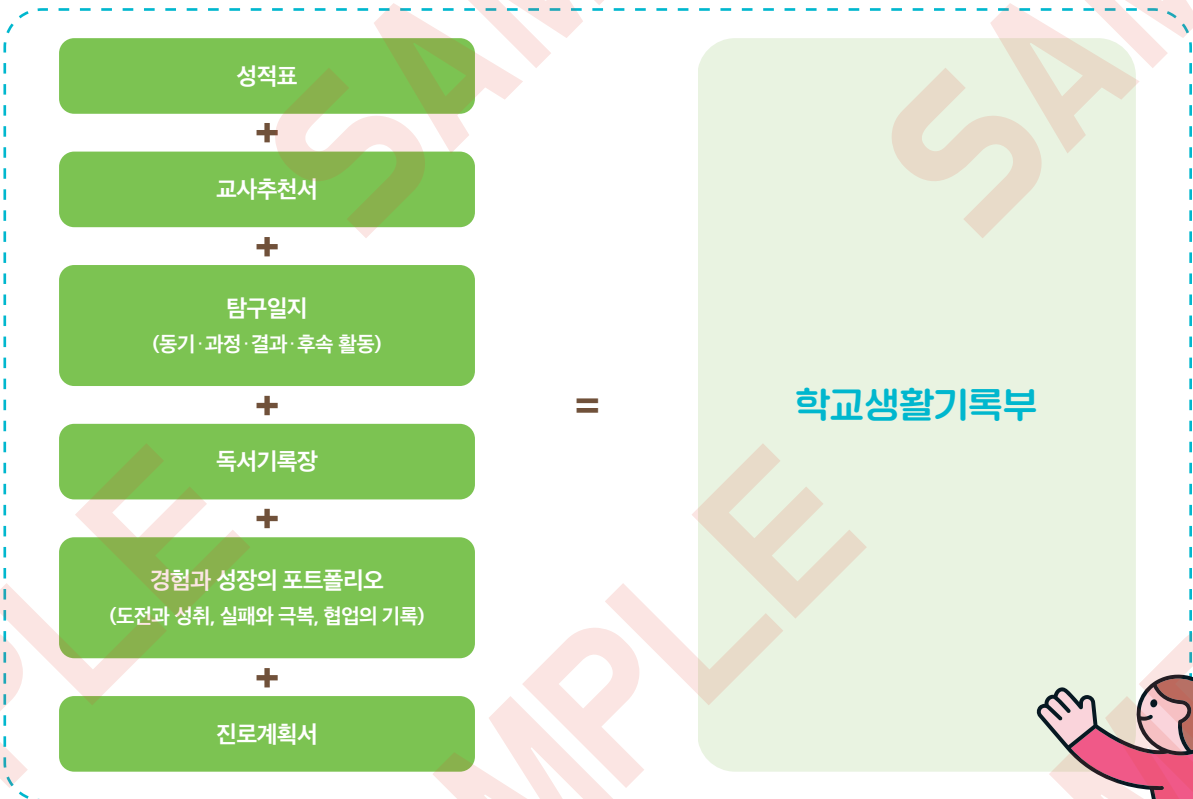 성적표
+
교사추천서
+
탐구일지
(동기·과정·결과·후속 활동)
+
독서기록장
+
경험과 성장의 포트폴리오
(도전과 성취, 실패와 극복, 협업의 기록)
+
진로계획서
=
학교생활기록부
SAMPLE
SAMPLE
SAMPLE